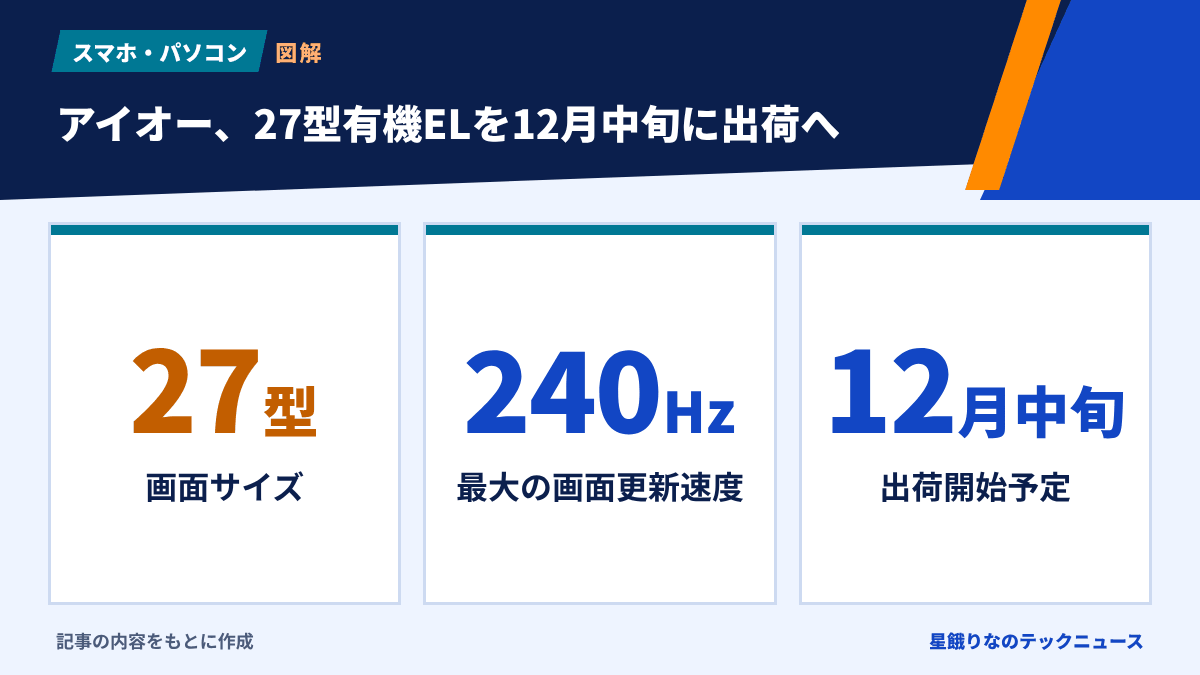 スマホ・パソコン 図解
アイオー、27型有機ELを12月中旬に出荷へ
27型
画面サイズ
240Hz
最大の画面更新速度
12月中旬
出荷開始予定
記事の内容をもとに作成
星餓りなのテックニュース